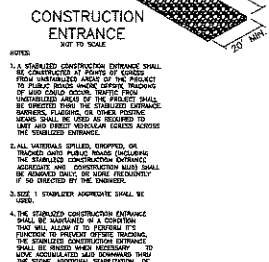 CONSTRUCTION
ENTRANCE
NOT TO SCALE
20' MIN.
NOTES:
1. A STABILIZED CONSTRUCTION ENTRANCE SHALL
BE CONSTRUCTED AT POINTS OF EGRESS
FROM UNSTABILIZED AREAS OF THE PROJECT
TO PUBLIC ROADS WHERE OFFSITE TRACKING
OF MUD COULD OCCUR. TRAFFIC FROM
UNSTABILIZED AREAS OF THE PROJECT SHALL
BE DIRECTED THRU THE STABILIZED ENTRANCE.
BARRIERS, FLAGGING, OR OTHER POSITIVE
MEANS SHALL BE USED AS REQUIRED TO
LIMIT AND DIRECT VEHICULAR EGRESS ACROSS
THE STABILIZED ENTRANCE.
2. ALL MATERIALS SPILLED, DROPPED, OR
TRACKED ONTO PUBLIC ROADS (INCLUDING
THE STABILIZED CONSTRUCTION ENTRANCE
AGGREGATE AND CONSTRUCTION MUD) SHALL
BE REMOVED DAILY, OR MORE FREQUENTLY
IF SO DIRECTED BY THE ENGINEER.
3. SIZE 1 STABILIZER AGGREGATE SHALL BE
USED.
4. THE STABILIZED CONSTRUCTION ENTRANCE
SHALL BE MAINTAINED IN A CONDITION
THAT WILL ALLOW IT TO PERFORM IT'S
FUNCTION TO PREVENT OFFSITE TRACKING.
THE STABILIZED CONSTRUCTION ENTRANCE
SHALL BE RINSED WHEN NECESSARY TO
MOVE ACCUMULATED MUD DOWNWARD THRU
THE STONE. ADDITIONAL STABILIZATION OF